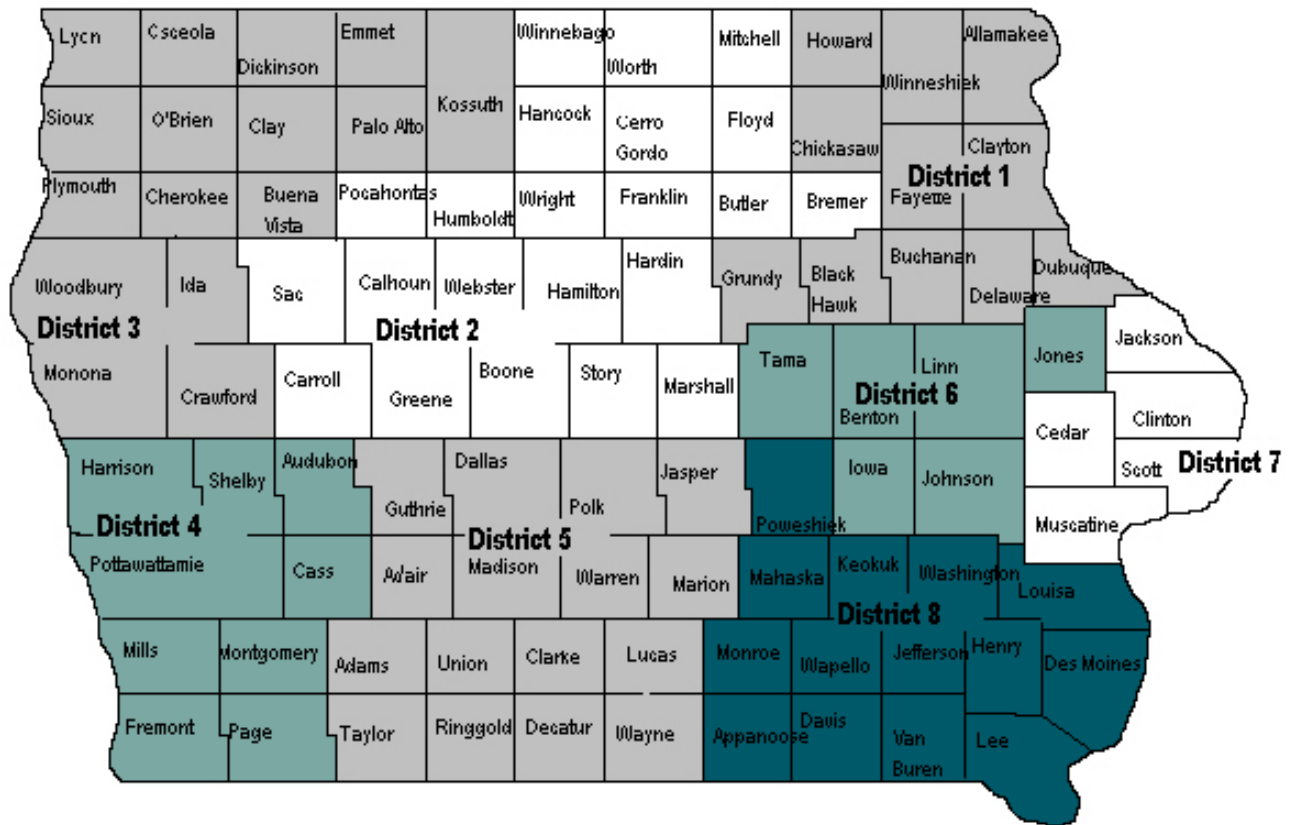 Lycn
Csceola
Dickinson
Emmet
Kossuth
Winnebago
Worth
Mitchell
Howard
Winneshiek
Allamakee
Sioux
O'Brien
Clay
Palo Alto
Hancock
Cerro
Gordo
Floyd
Chickasaw
Fayette
Clayton
District 1
Plymouth
Cherokee
Buena
Vista
Pocahontas
Humboldt
Wright
Franklin
Butler
Bremer
Woodbury
Ida
Sac
Calhoun
Webster
Hamilton
Hardin
Grundy
Black
Hawk
Buchanan
Delaware
Dubuque
District 3
District 2
Monona
Crawford
Carroll
Greene
Boone
Story
Marshall
Tama
Benton
Linn
Jones
Jackson
District 6
Clinton
Cedar
Scott
District 7
Harrison
Shelby
Audubon
Guthrie
Dallas
Polk
Jasper
Poweshiek
Iowa
Johnson
Muscatine
District 4
District 5
Pottawattamie
Cass
Adair
Madison
Warren
Marion
Mahaska
Keokuk
Washington
Louisa
District 8
Mills
Montgomery
Adams
Union
Clarke
Lucas
Monroe
Wapello
Jefferson
Henry
Des Moines
Fremont
Page
Taylor
Ringgold
Decatur
Wayne
Appanoose
Davis
Van
Buren
Lee